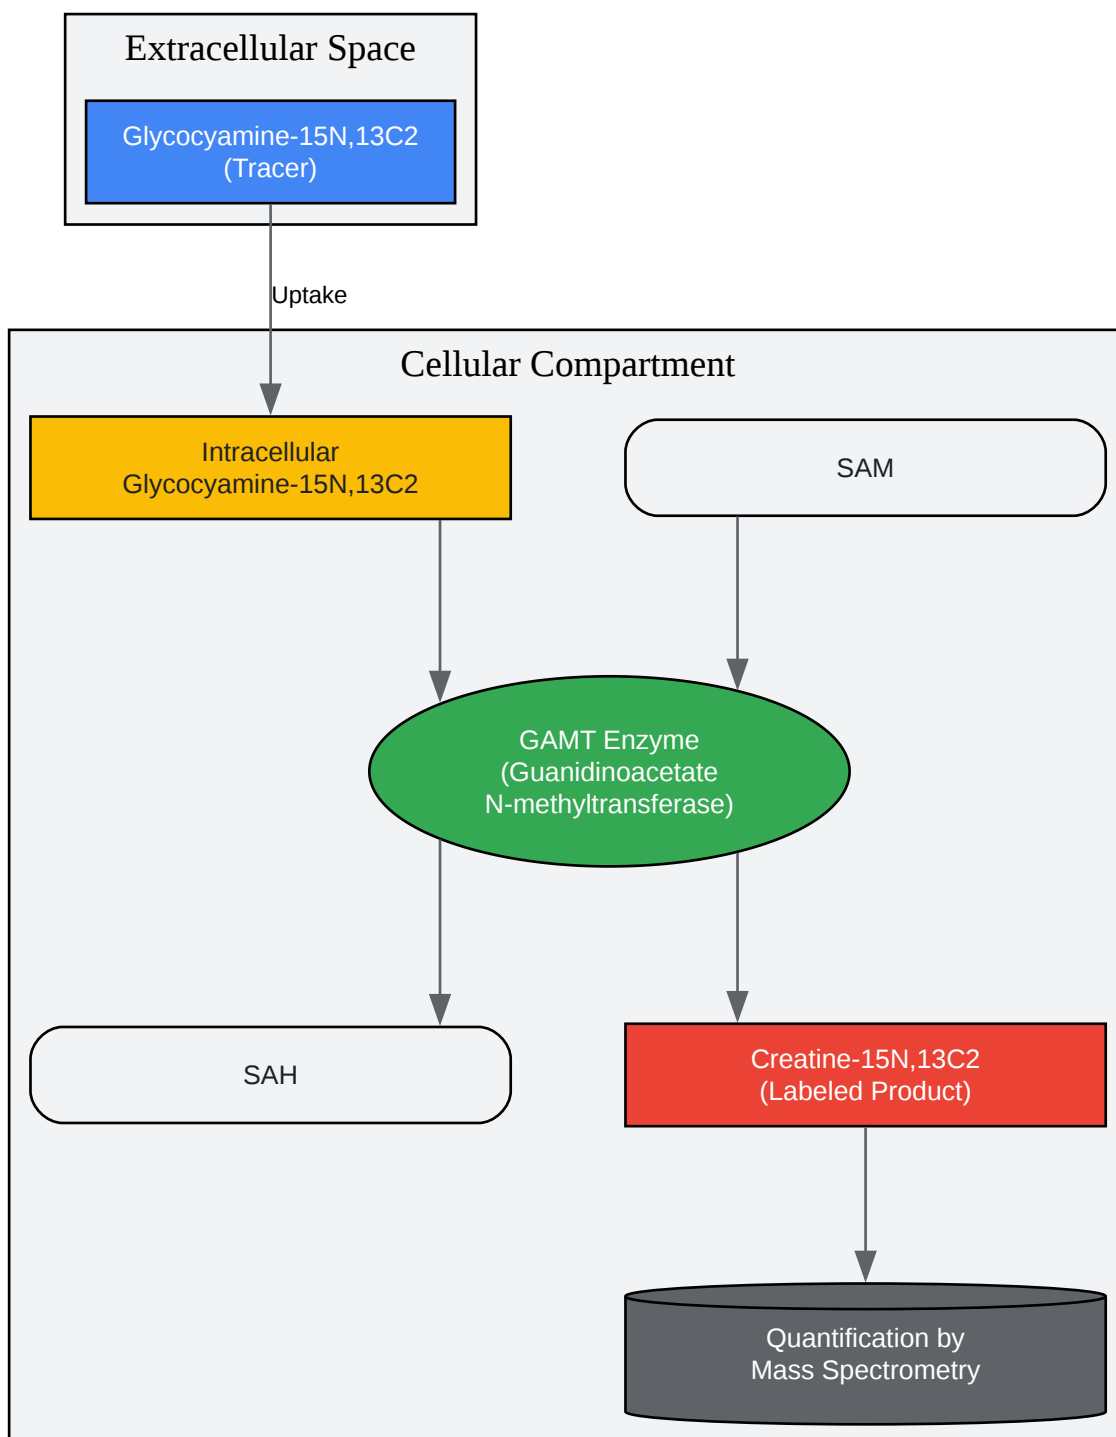 Extracellular Space
Glycocyamine-15N,13C2
(Tracer)
Uptake
Cellular Compartment
Intracellular
Glycocyamine-15N,13C2
SAM
GAMT Enzyme
(Guanidinoacetate
N-methyltransferase)
SAH
Creatine-15N,13C2
(Labeled Product)
Quantification by
Mass Spectrometry